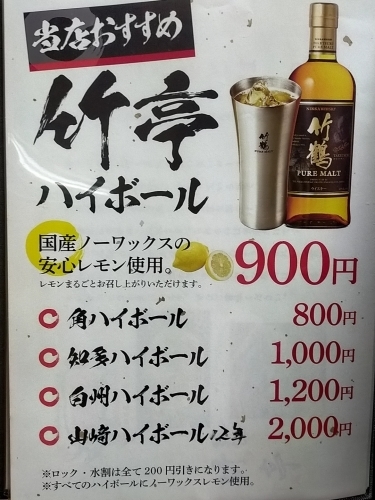 当店おすすめ
竹亭
ハイボール
竹鶴
竹鶴
PURE MALT
国産ノーワックスの
安心レモン使用。
レモンまるごとお召し上がりいただけます。
900円
角ハイボール 800円
知多ハイボール 1,000円
白州ハイボール 1,200円
山崎ハイボール12年 2,000円
※ロック・水割は全て200円引きになります。
※すべてのハイボールにノーワックスレモン使用。